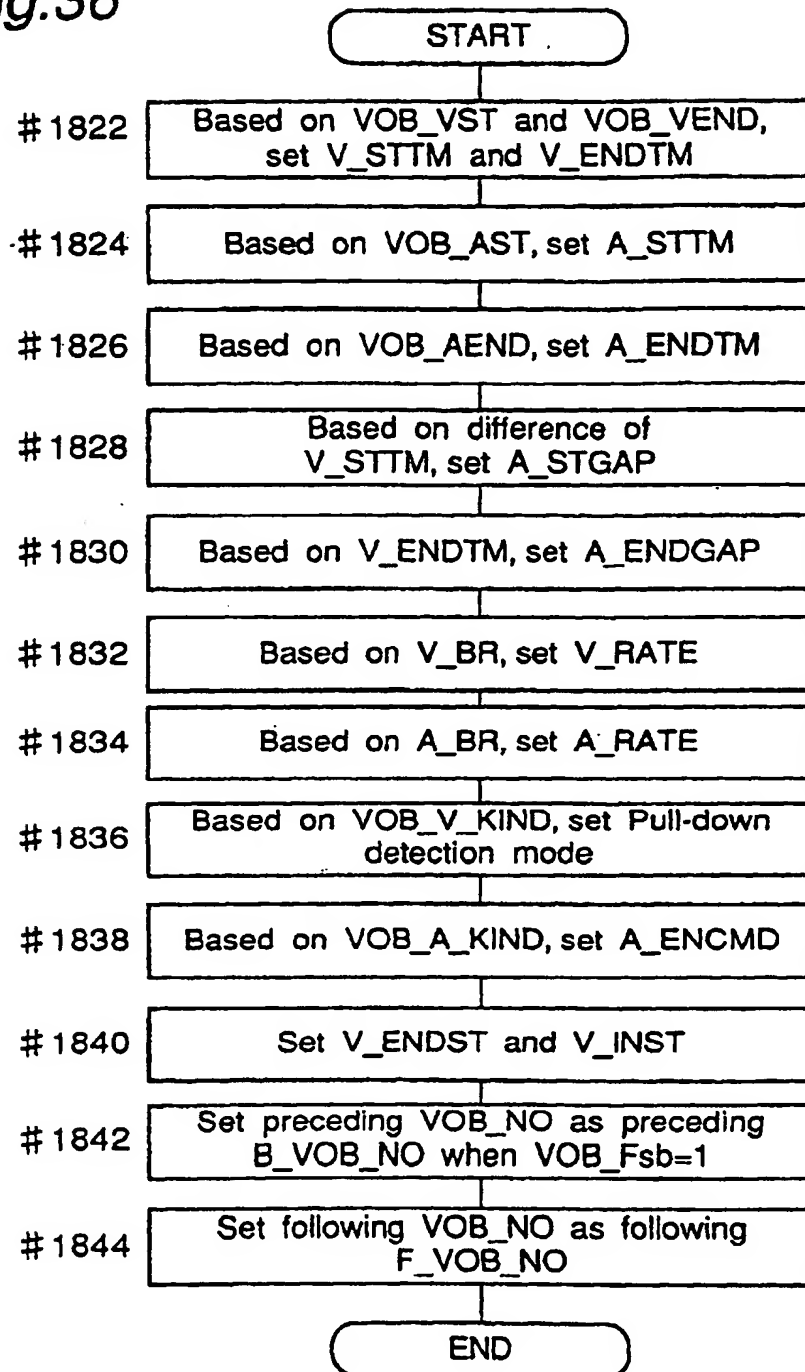 START
#1822 Based on VOB_VST and VOB_VEND,
set V_STTM and V_ENDTM
#1824 Based on VOB_AST, set A_STTM
#1826 Based on VOB_AEND, set A_ENDTM
#1828 Based on difference of
V_STTM, set A_STGAP
#1830 Based on V_ENDTM, set A_ENDGAP
#1832 Based on V_BR, set V_RATE
#1834 Based on A_BR, set A_RATE
#1836 Based on VOB_V_KIND, set Pull-down
detection mode
#1838 Based on VOB_A_KIND, set A_ENCMD
#1840 Set V_ENDST and V_INST
#1842 Set preceding VOB_NO as preceding
B_VOB_NO when VOB_Fsb=1
#1844 Set following VOB_NO as following
F_VOB_NO
END